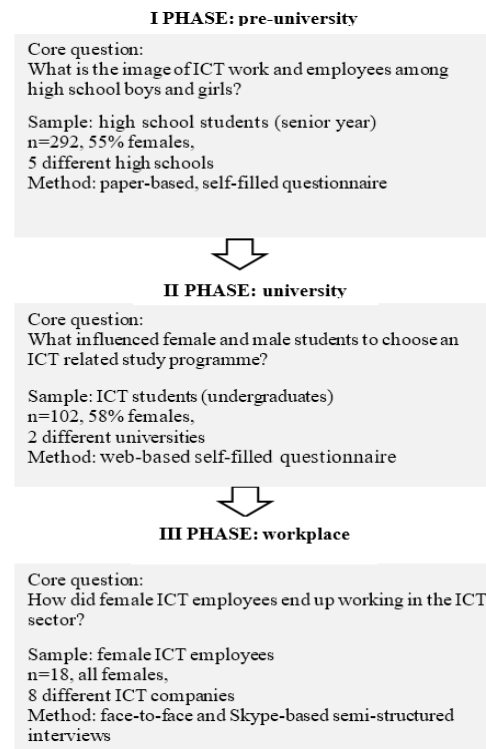 I PHASE: pre-university
Core question:
What is the image of ICT work and employees among
high school boys and girls?
Sample: high school students (senior year)
n=292, 55% females,
5 different high schools
Method: paper-based, self-filled questionnaire
II PHASE: university
Core question:
What influenced female and male students to choose an
ICT related study programme?
Sample: ICT students (undergraduates)
n=102, 58% females,
2 different universities
Method: web-based self-filled questionnaire
III PHASE: workplace
Core question:
How did female ICT employees end up working in the ICT
sector?
Sample: female ICT employees
n=18, all females,
8 different ICT companies
Method: face-to-face and Skype-based semi-structured
interviews